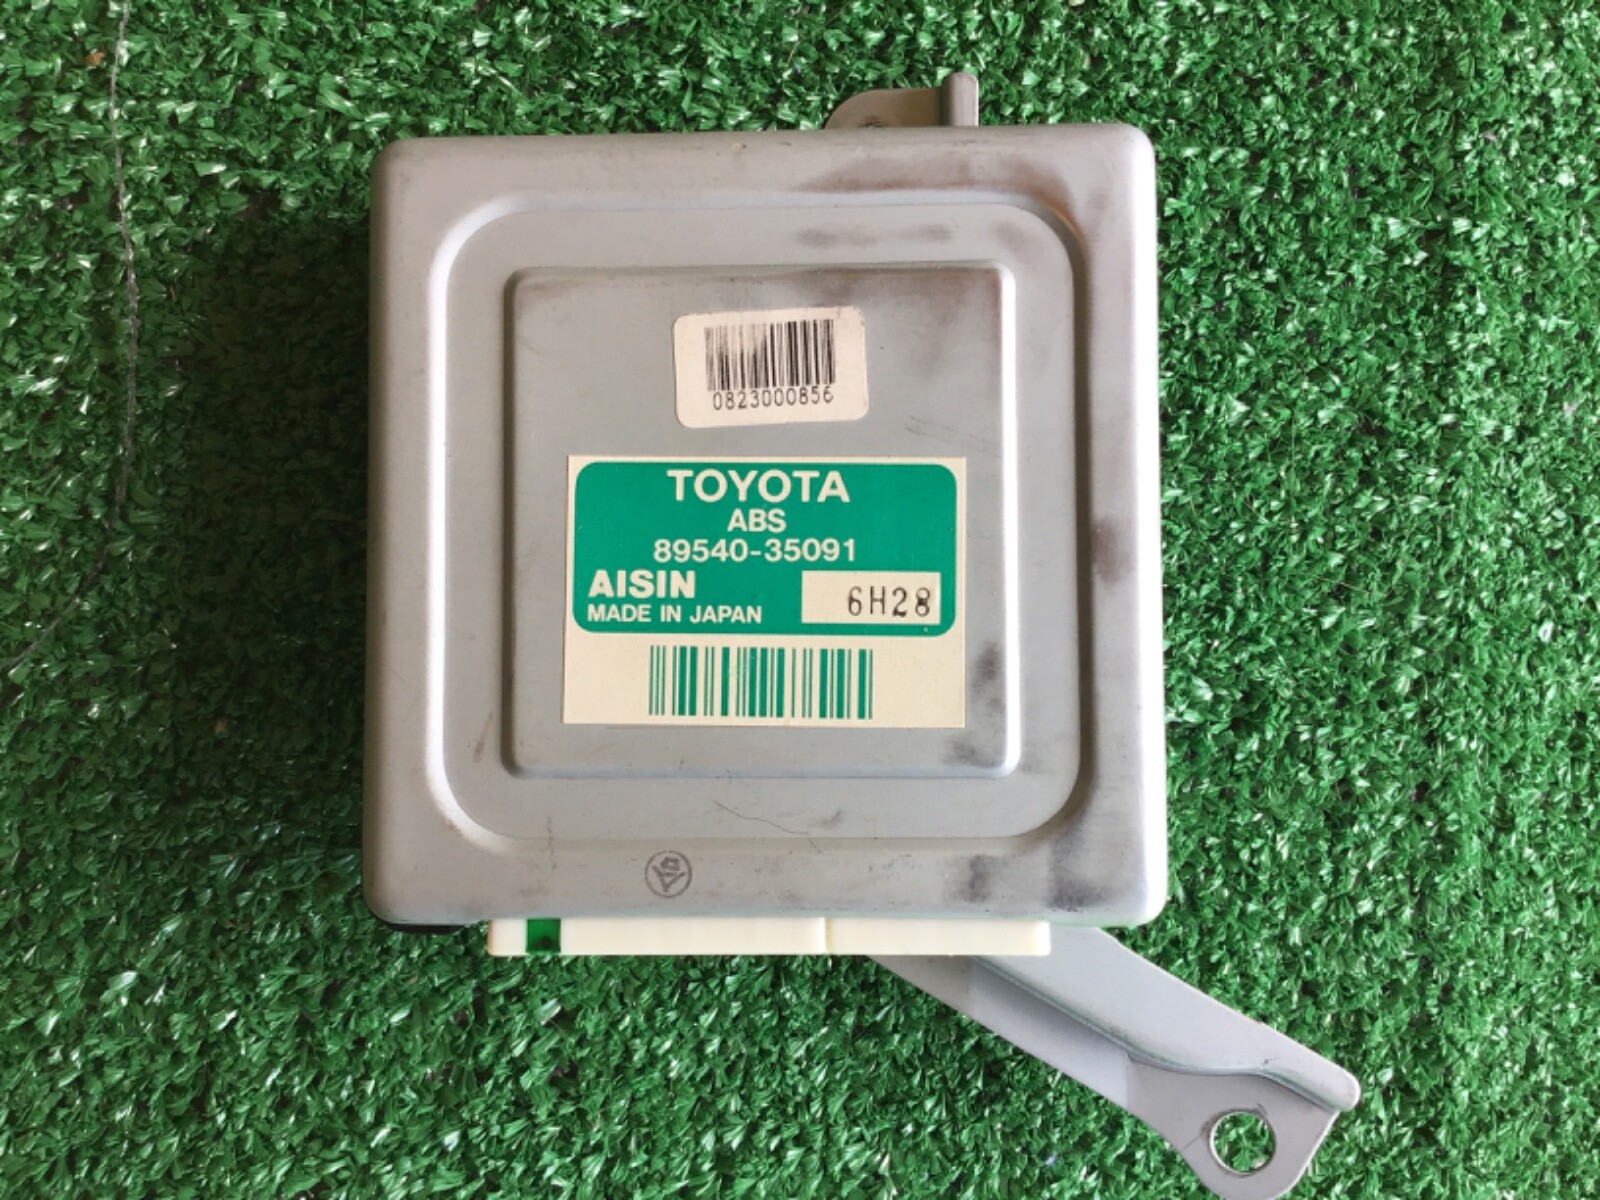 0823000856
TOYOTA
ABS
89540-35091
AISIN
MADE IN JAPAN
6H28